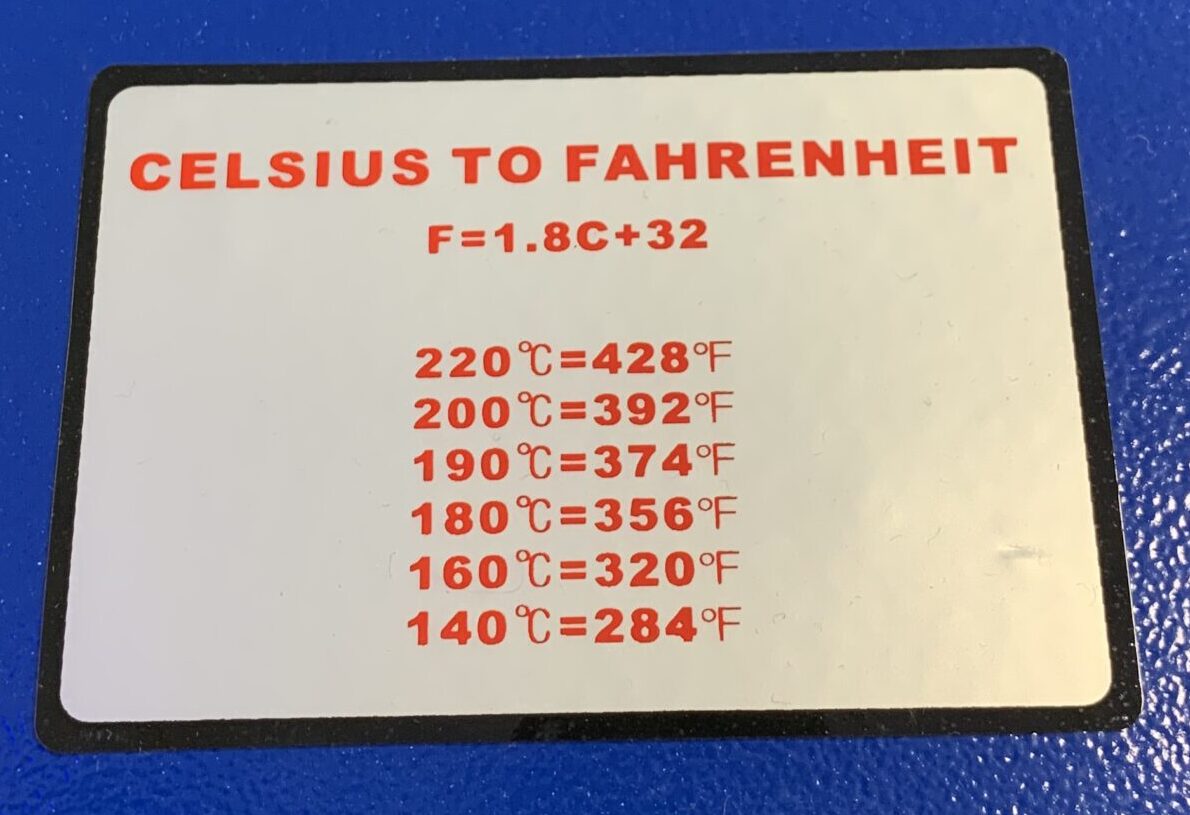 CELSIUS TO FAHRENHEIT
F=1.8C+32
220℃=428°F
200℃=392°F
190℃=374°F
180℃=356°F
160℃=320°F
140℃=284°F